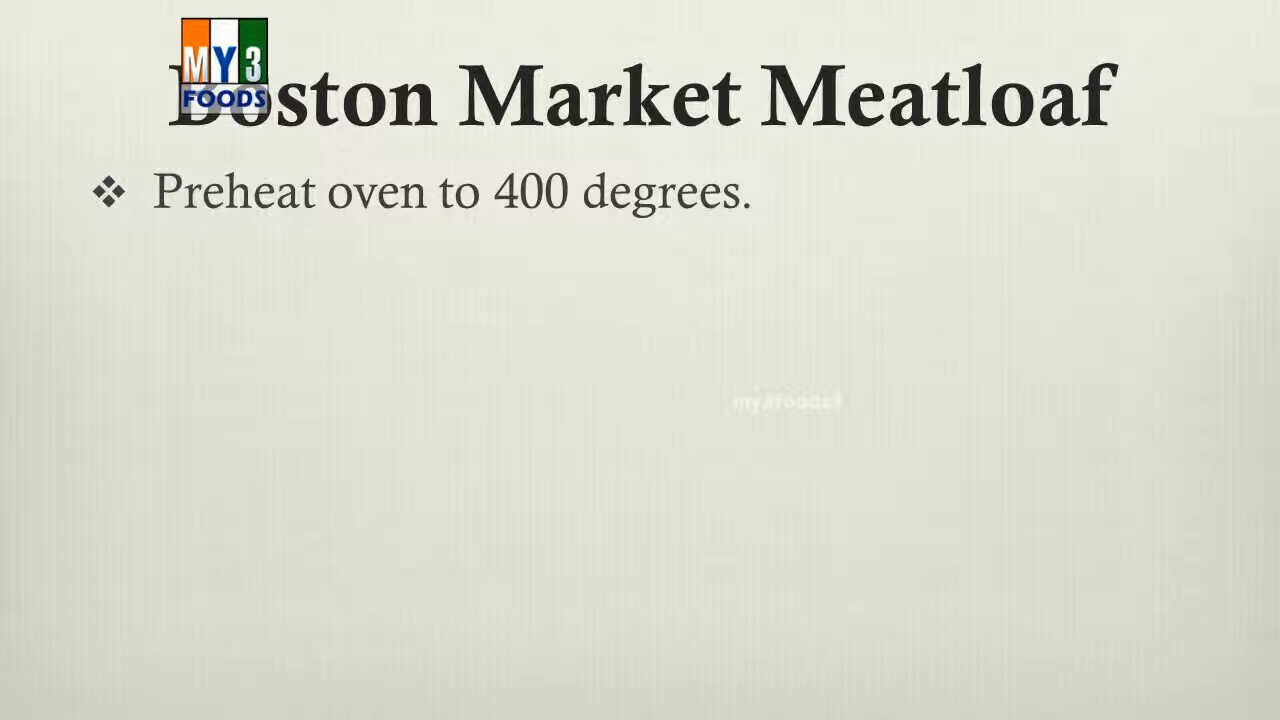 MY3
FOODS
Boston Market Meatloaf
❖ Preheat oven to 400 degrees.